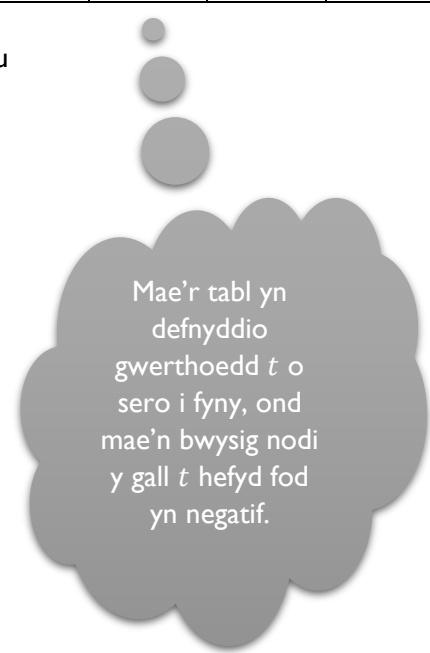 u
Mae'r tabl yn
defnyddio
gwerthoedd t o
sero i fyny, ond
mae'n bwysig nodi
y gall t hefyd fod
yn negatif.